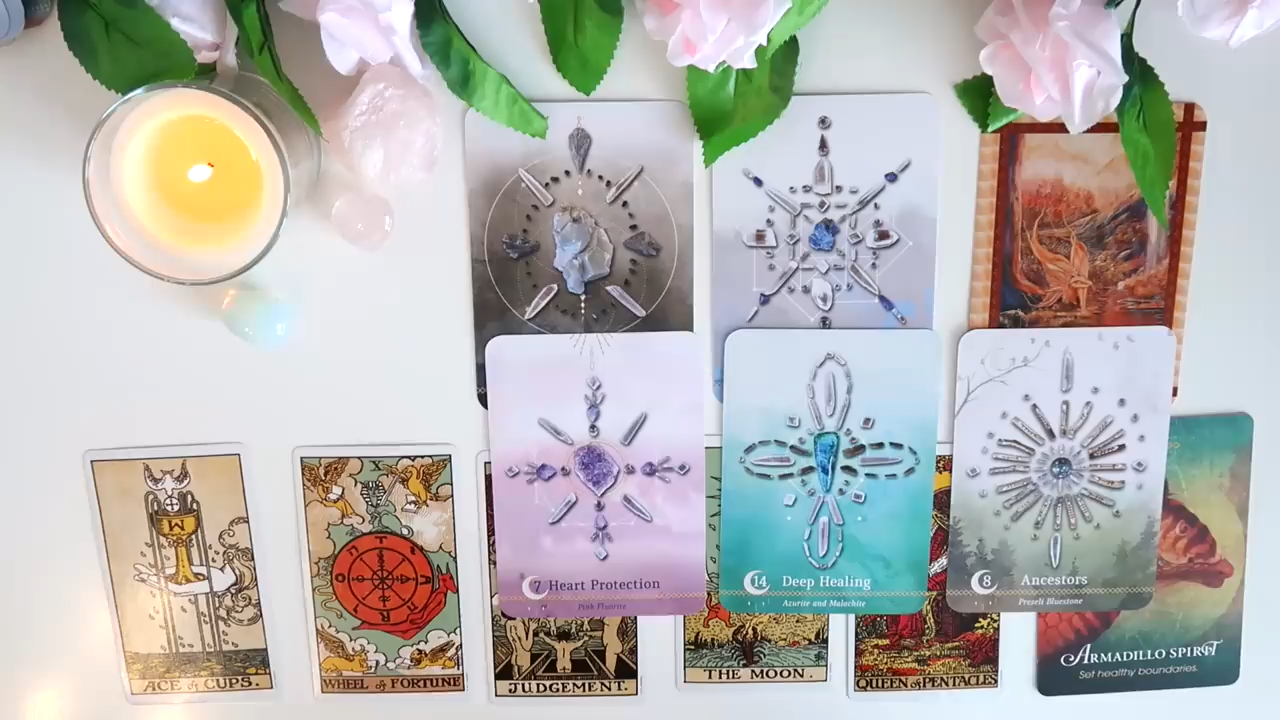 7 Heart Protection
Pink Fluorite
14 Deep Healing
Azurite and Malachite
8 Ancestors
Preseli Bluestone
X
ACE of CUPS.
WHEEL of FORTUNE
JUDGEMENT.
THE MOON.
QUEEN of PENTACLES
ARMADILLO SPIRIT
Set healthy boundaries.